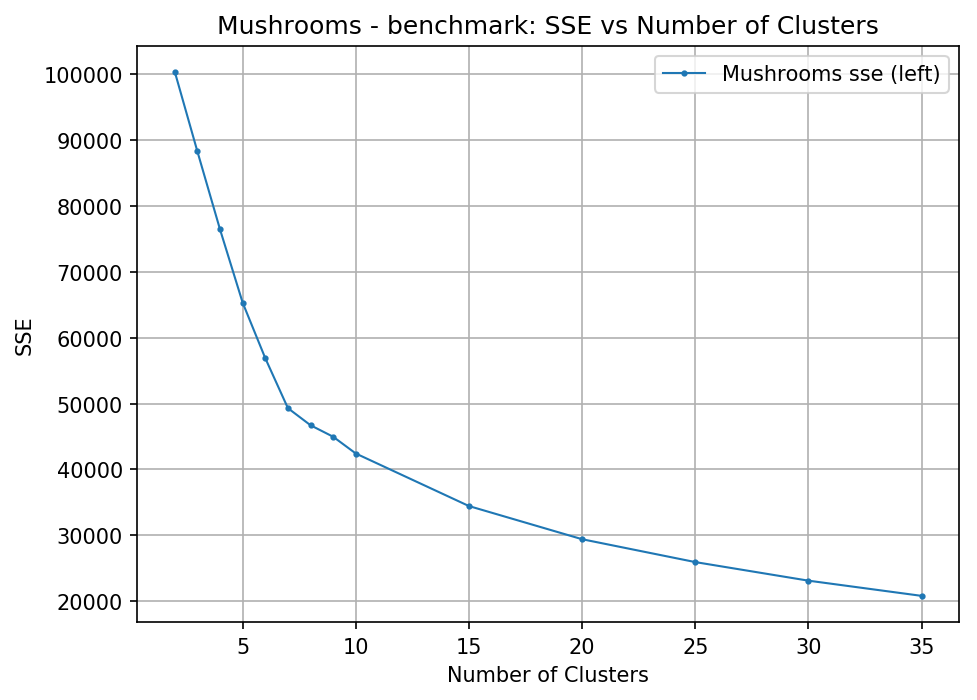 Mushrooms - benchmark: SSE vs Number of Clusters
Mushrooms sse (left)
100000
90000
80000
70000
60000
50000
40000
30000
20000
SSE
5 10 15 20 25 30 35
Number of Clusters